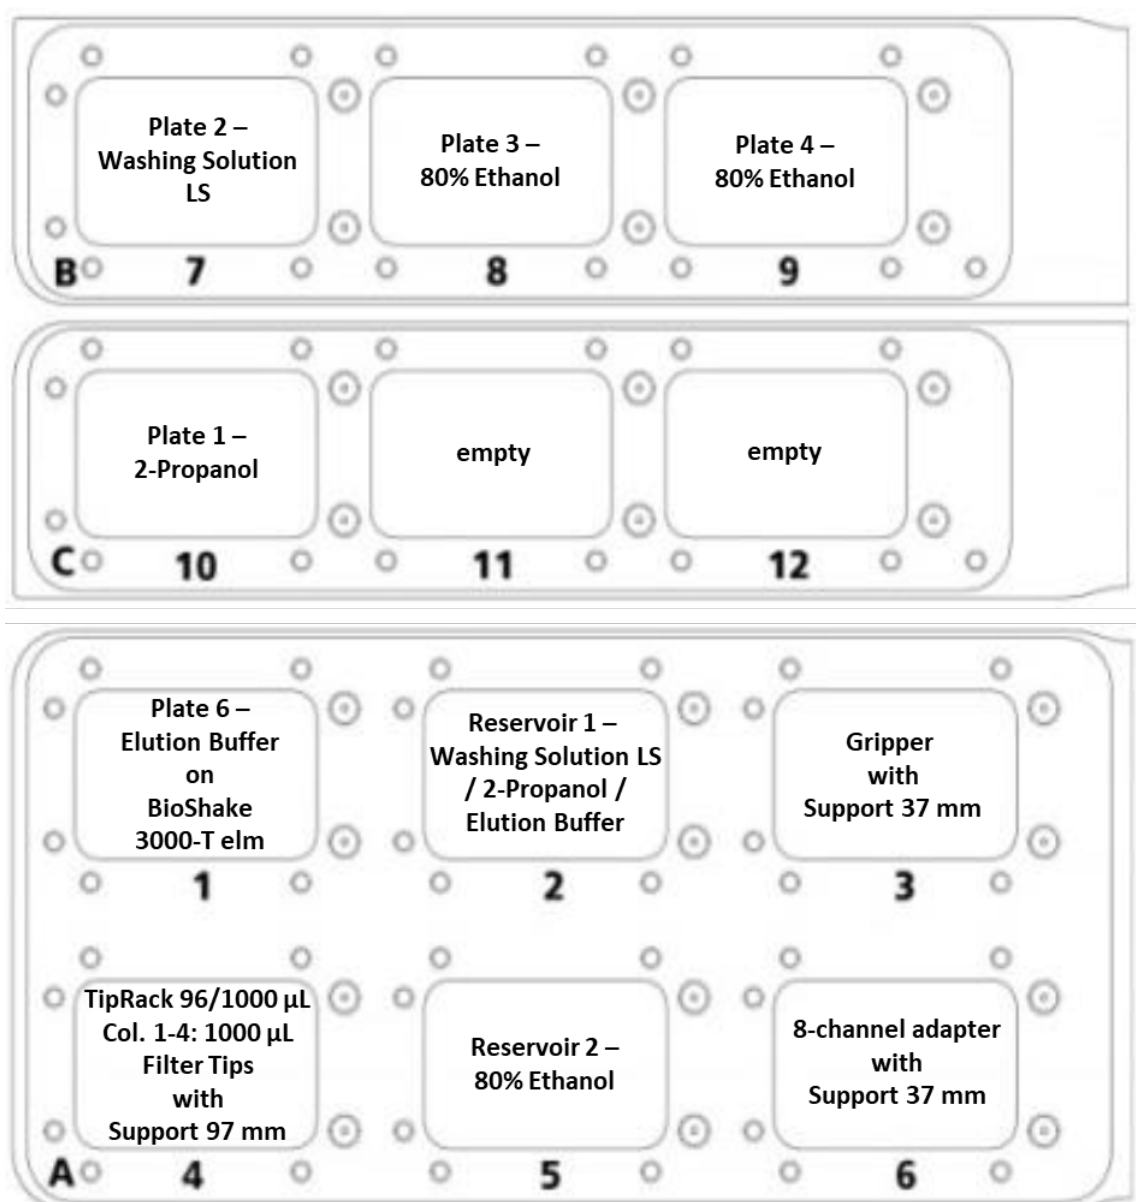 Plate 2 –
Washing Solution
LS
Plate 3 –
80% Ethanol
Plate 4 –
80% Ethanol
B
7
8
9
Plate 1 –
2-Propanol
empty
empty
C
10
11
12
Plate 6 –
Elution Buffer
on
BioShake
3000-T elm
Reservoir 1 –
Washing Solution LS
/ 2-Propanol /
Elution Buffer
Gripper
with
Support 37 mm
1
2
3
TipRack 96/1000 µL
Col. 1-4: 1000 µL
Filter Tips
with
Support 97 mm
Reservoir 2 –
80% Ethanol
8-channel adapter
with
Support 37 mm
A
4
5
6